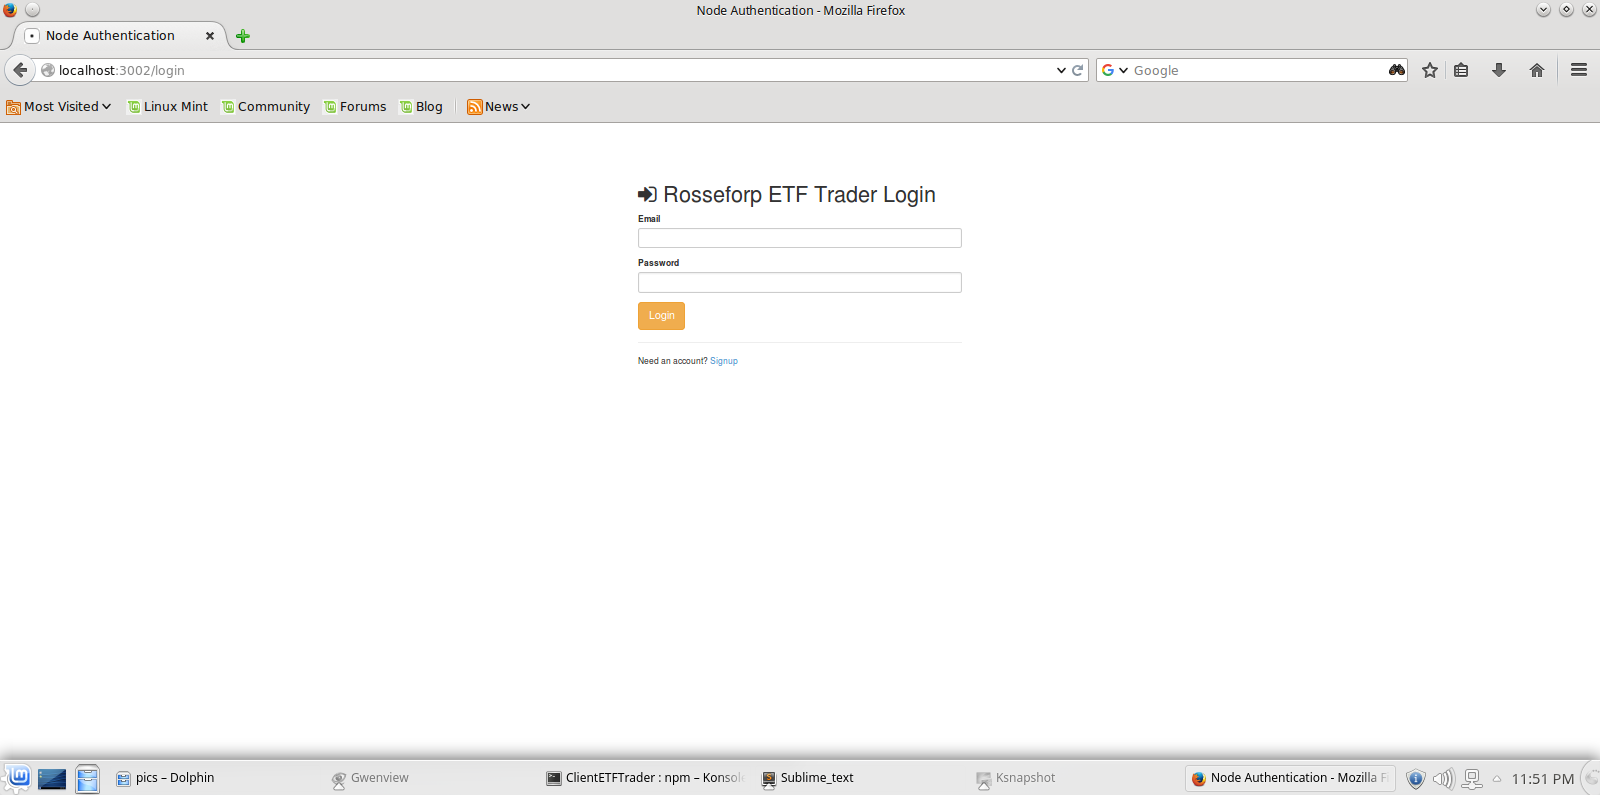 Node Authentication - Mozilla Firefox
Node Authentication
localhost:3002/login
Google
Most Visited
Linux Mint
Community
Forums
Blog
News
Rosseforp ETF Trader Login
Email
Password
Login
Need an account? Signup
pics – Dolphin
Gwenview
ClientETFTrader : npm – Konsole
Sublime_text
Ksnapshot
Node Authentication - Mozilla Fi
11:51 PM